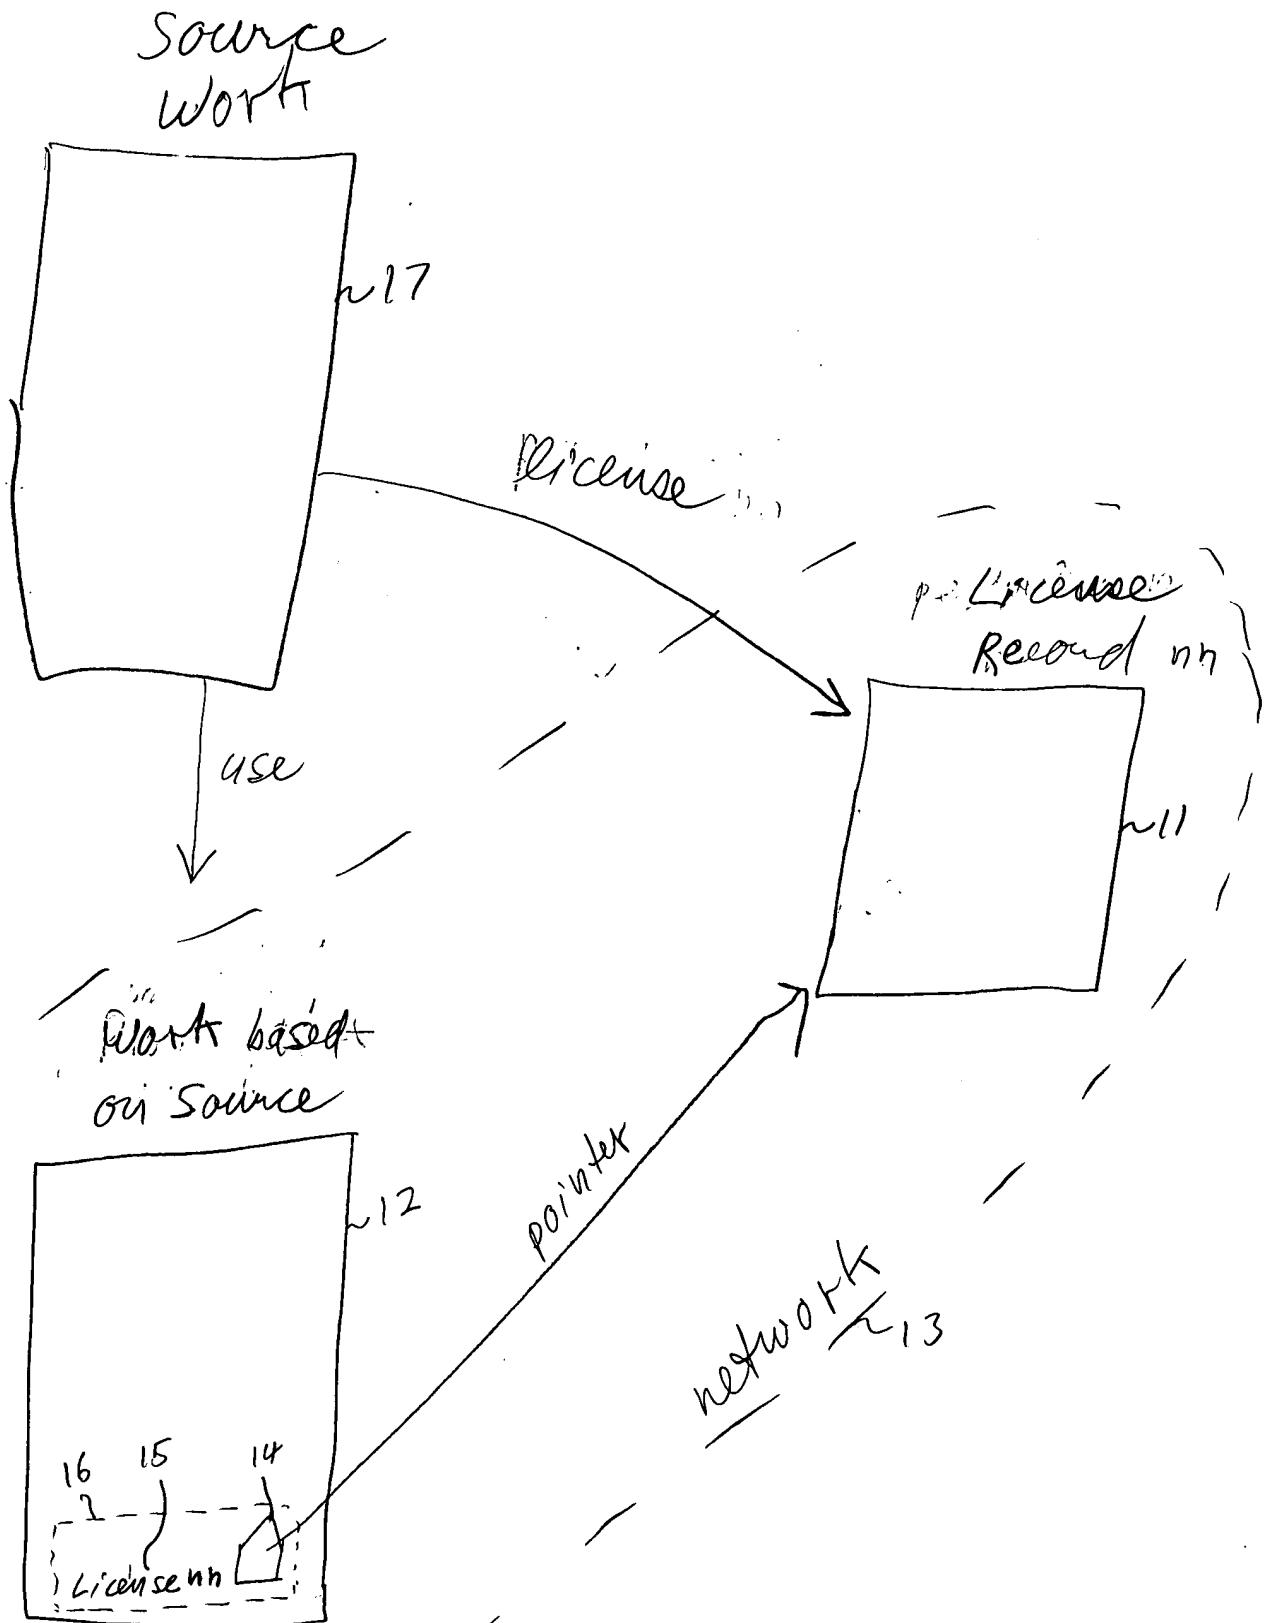 Source
Work
~17
License
License
Record nn
use
~11
Work based
on Source
pointer
~12
network
~13
16
15
14
License nn